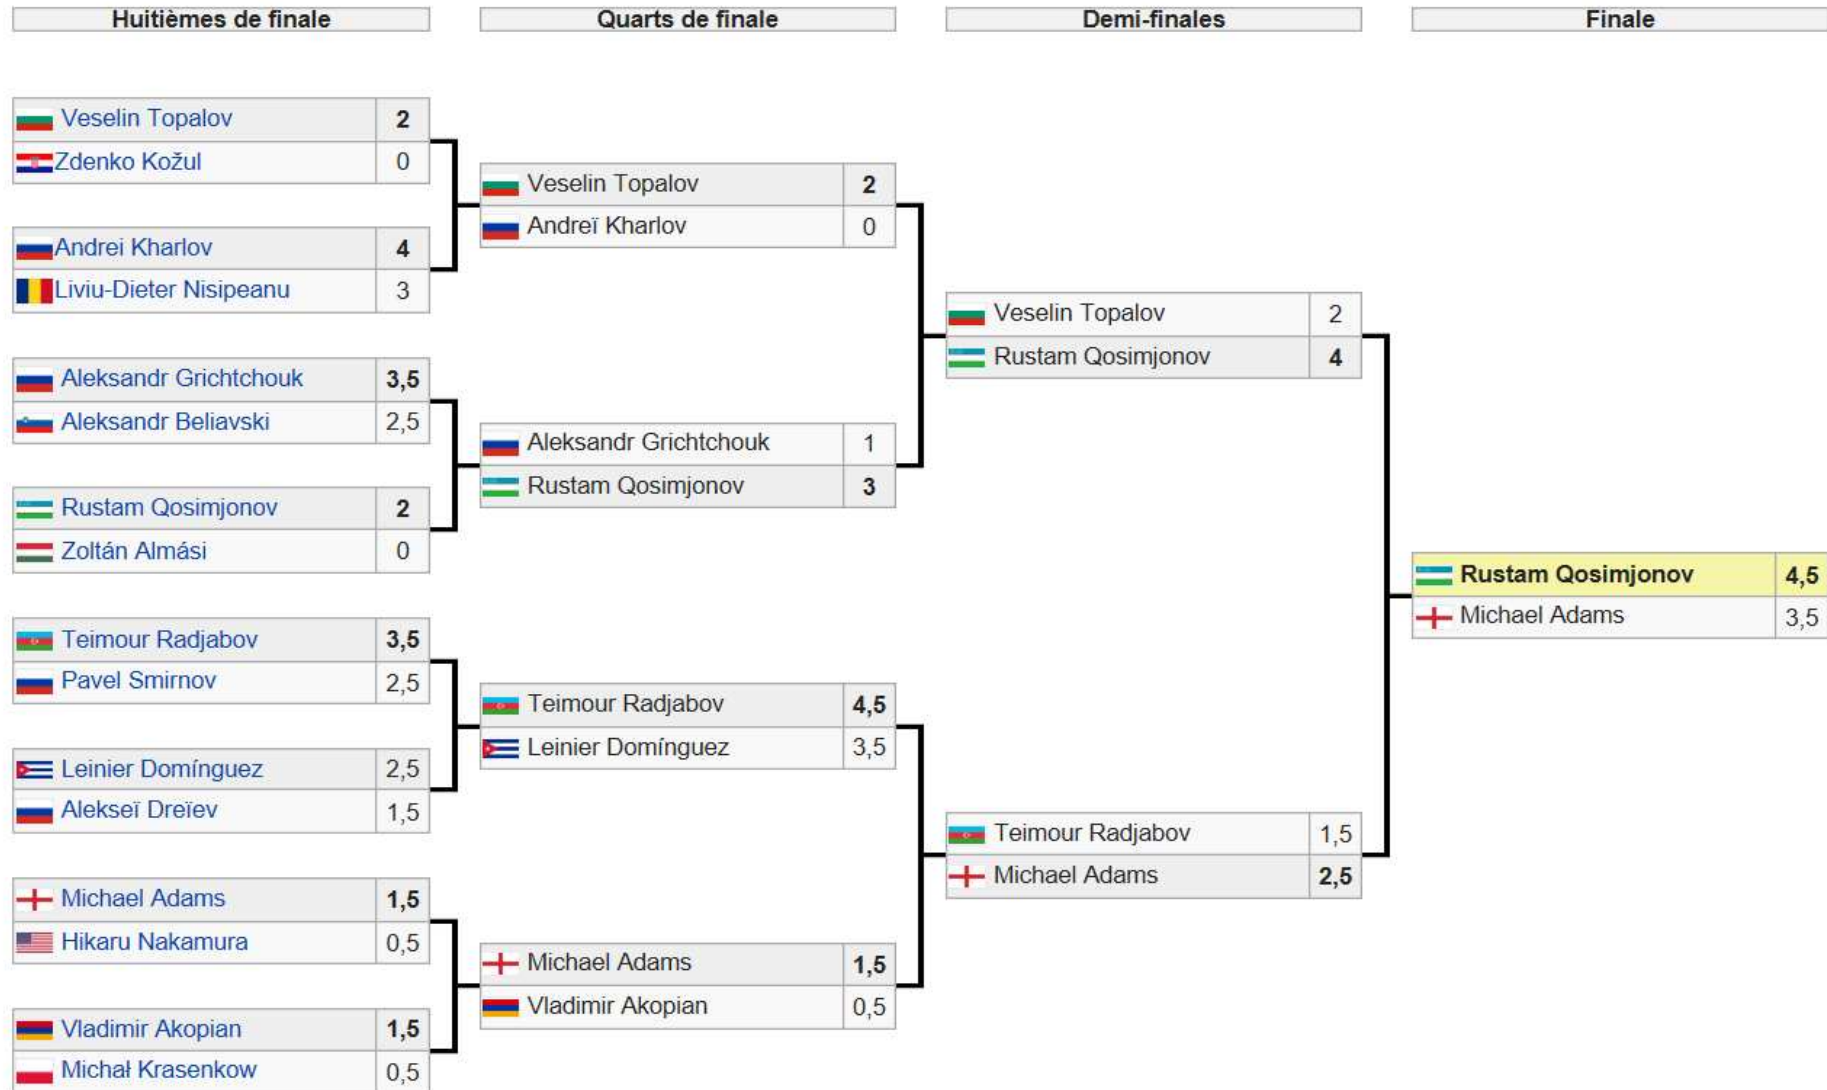 Huitièmes de finale
Quarts de finale
Demi-finales
Finale
Veselin Topalov 2
Zdenko Kožul 0
Andrei Kharlov 4
Liviu-Dieter Nisipeanu 3
Aleksandr Grichtchouk 3,5
Aleksandr Beliavski 2,5
Rustam Qosimjonov 2
Zoltán Almási 0
Teimour Radjabov 3,5
Pavel Smirnov 2,5
Leinier Domínguez 2,5
Alekseï Dreïev 1,5
Michael Adams 1,5
Hikaru Nakamura 0,5
Vladimir Akopian 1,5
Michał Krasenkow 0,5
Veselin Topalov 2
Andreï Kharlov 0
Aleksandr Grichtchouk 1
Rustam Qosimjonov 3
Teimour Radjabov 4,5
Leinier Domínguez 3,5
Michael Adams 1,5
Vladimir Akopian 0,5
Veselin Topalov 2
Rustam Qosimjonov 4
Teimour Radjabov 1,5
Michael Adams 2,5
Rustam Qosimjonov 4,5
Michael Adams 3,5